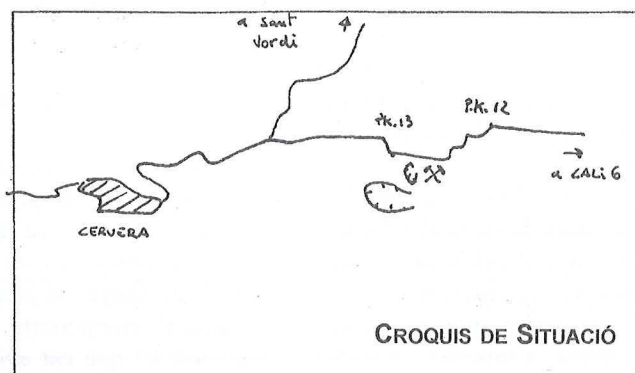 a sant
Jordi
P.K. 13
P.K. 12
a CALIG
CERVERA
CROQUIS DE SITUACIÓ